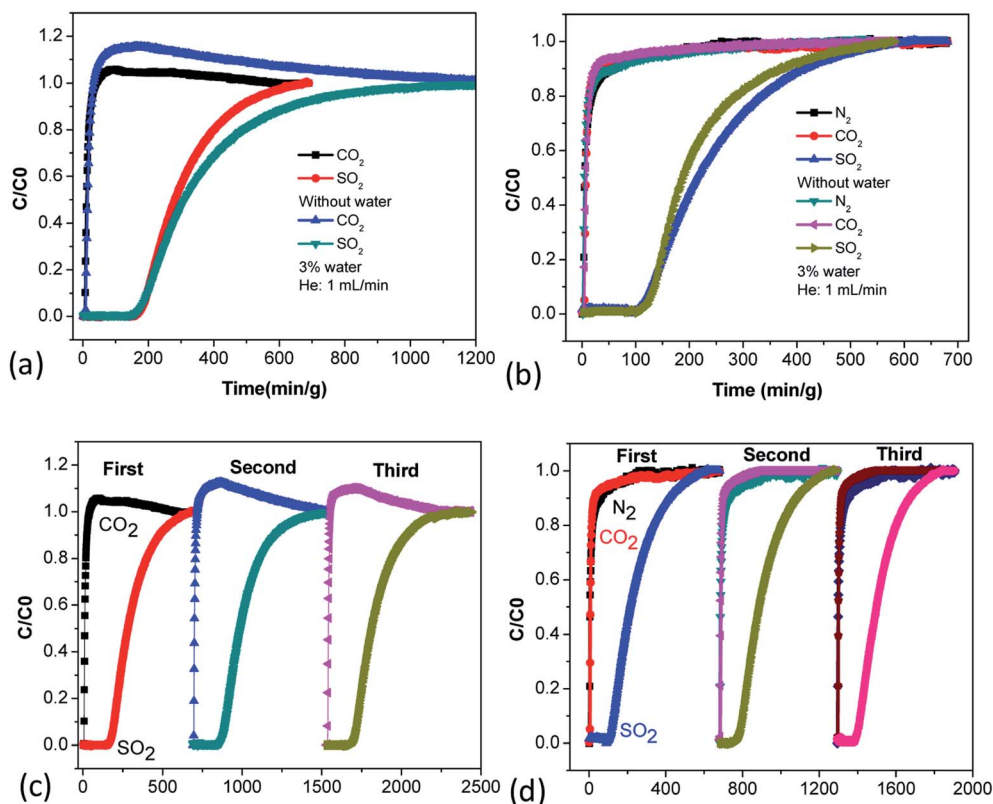 1.2
1.0
0.8
0.6
0.4
0.2
0.0
C/C0
CO₂
SO₂
Without water
CO₂
SO₂
3% water
He: 1 mL/min
0 200 400 600 800 1000 1200
Time(min/g)
(a)
1.0
0.8
0.6
0.4
0.2
0.0
C/C0
N₂
CO₂
SO₂
Without water
N₂
CO₂
SO₂
3% water
He: 1 mL/min
0 100 200 300 400 500 600 700
Time (min/g)
(b)
1.2
1.0
0.8
0.6
0.4
0.2
0.0
C/C0
First
Second
Third
CO₂
SO₂
0 500 1000 1500 2000 2500
(c)
1.0
0.8
0.6
0.4
0.2
0.0
C/C0
First
Second
Third
N₂
CO₂
SO₂
0 400 800 1200 1600 2000
(d)